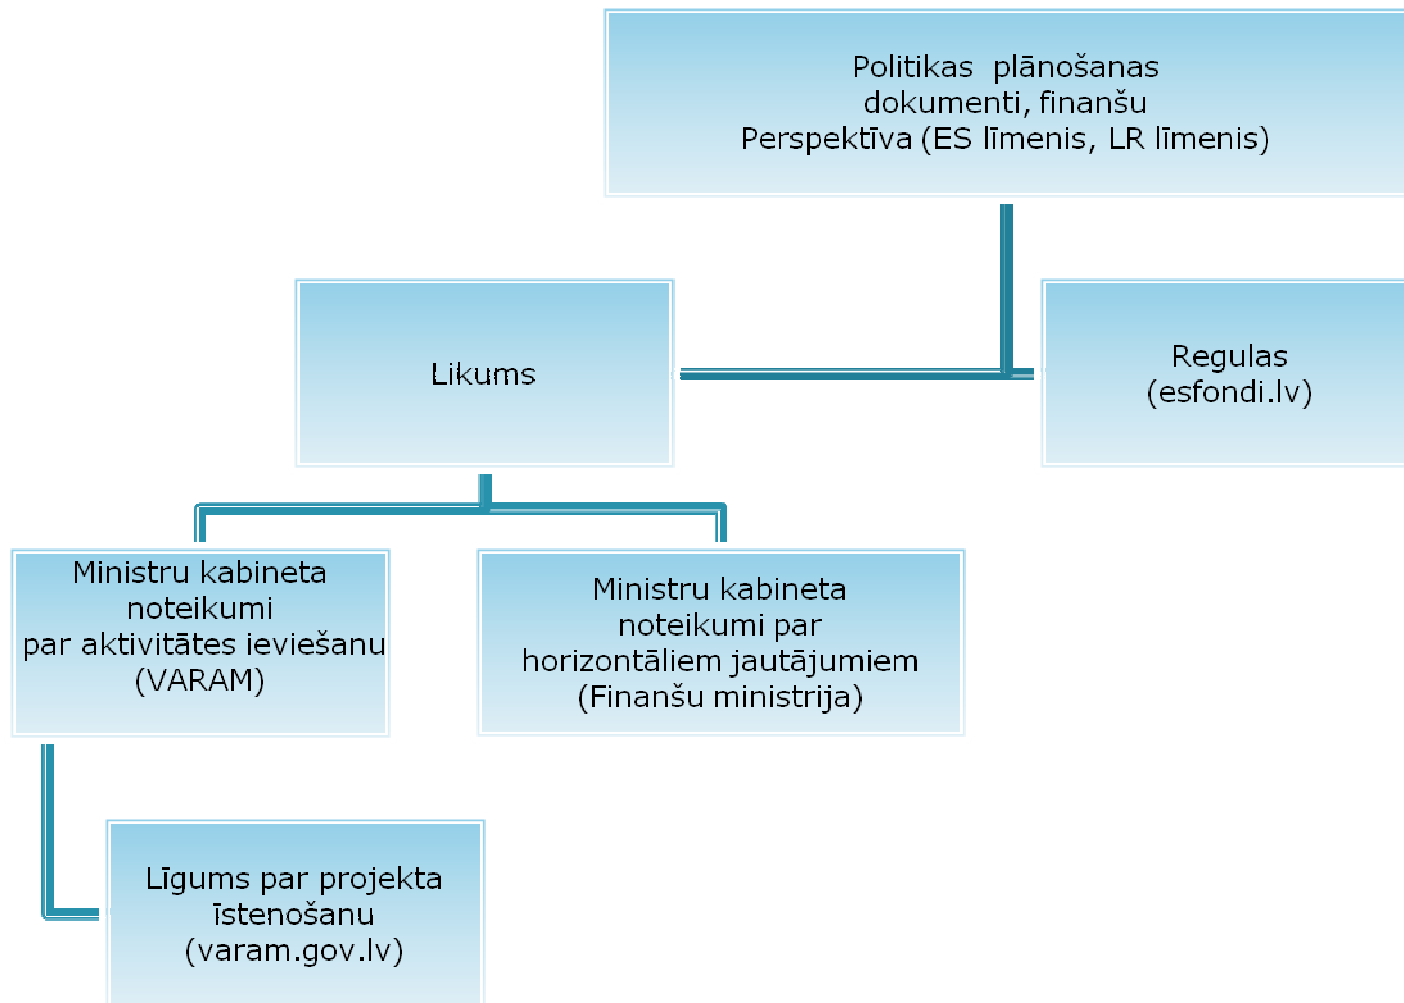 Politikas plānošanas
dokumenti, finanšu
Perspektīva (ES līmenis, LR līmenis)
Likums
Regulas
(esfondi.lv)
Ministru kabineta
noteikumi
par aktivitātes ieviešanu
(VARAM)
Ministru kabineta
noteikumi par
horizontāliem jautājumiem
(Finanšu ministrija)
Līgums par projekta
īstenošanu
(varam.gov.lv)